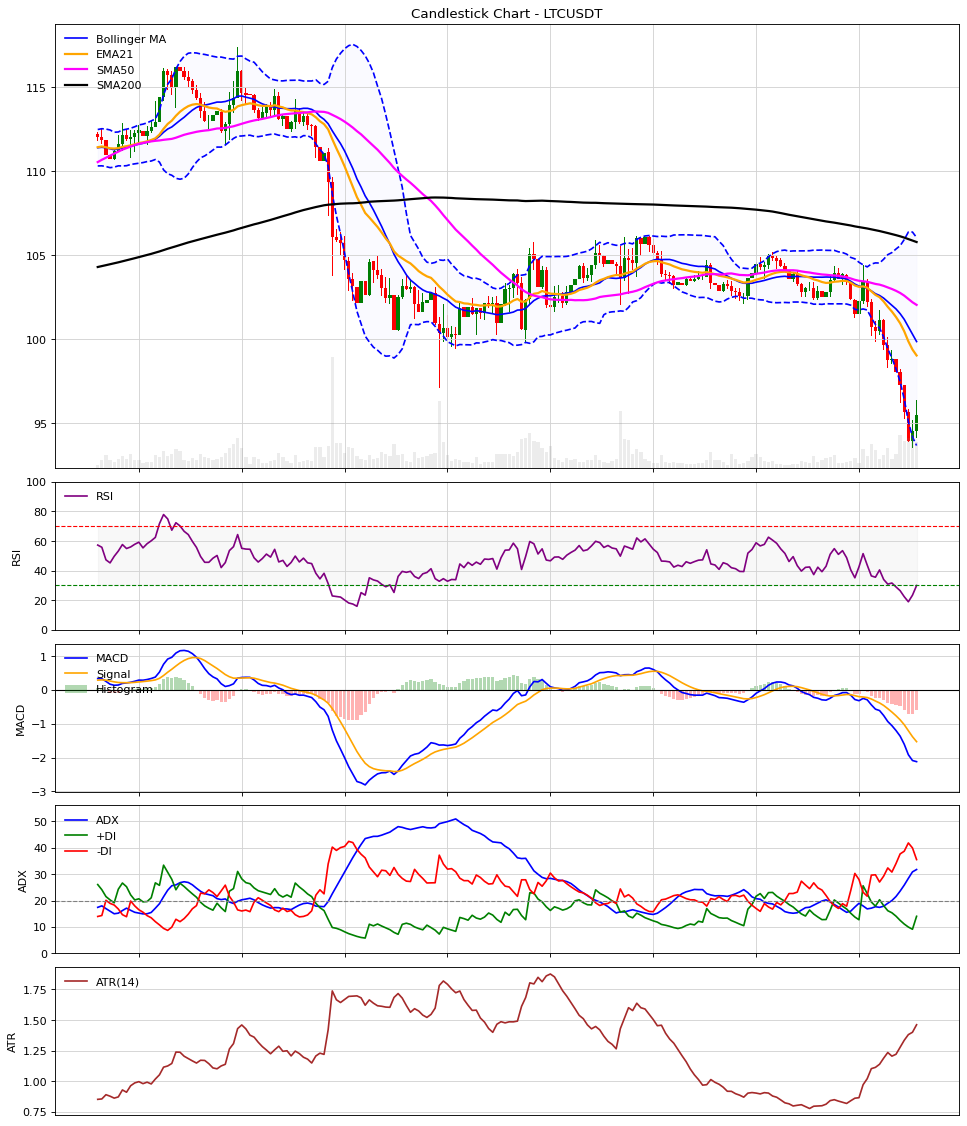 Candlestick Chart - LTCUSDT
Bollinger MA
EMA21
SMA50
SMA200
115
110
105
100
95
RSI
100
80
60
40
20
0
RSI
MACD
Signal
Histogram
1
0
−1
−2
−3
MACD
ADX
+DI
-DI
50
40
30
20
10
0
ADX
ATR(14)
1.75
1.50
1.25
1.00
0.75
ATR